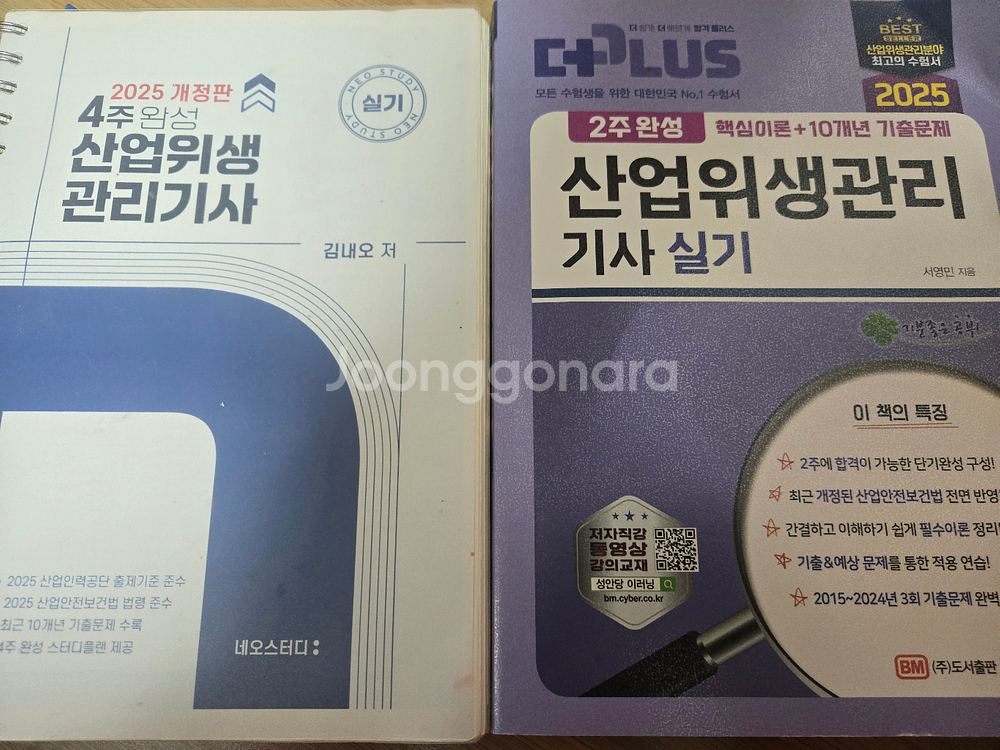 2025 개정판
4주 완성
산업위생
관리기사
NEO STUDY
실기
NEO STUDY
김내오 저
2025 산업인력공단 출제기준 준수
2025 산업안전보건법 법령 준수
최근 10개년 기출문제 수록
4주 완성 스터디플랜 제공
네오스터디:
더 쉽게 더 빠르게 합격 플러스
더PLUS
모든 수험생을 위한 대한민국 No.1 수험서
BEST
SELLER
산업위생관리분야
최고의 수험서
2025
2주 완성 핵심이론+10개년 기출문제
산업위생관리
기사 실기
서영민 지음
기분좋은 공부!
이 책의 특징
2주에 합격이 가능한 단기완성 구성!
최근 개정된 산업안전보건법 전면 반영
간결하고 이해하기 쉽게 필수이론 정리
기출&예상 문제를 통한 적용 연습!
2015~2024년 3회 기출문제 완벽
저자직강
동영상
강의교재
성안당 이러닝
bm.cyber.co.kr
BM (주)도서출판
Joonggonara